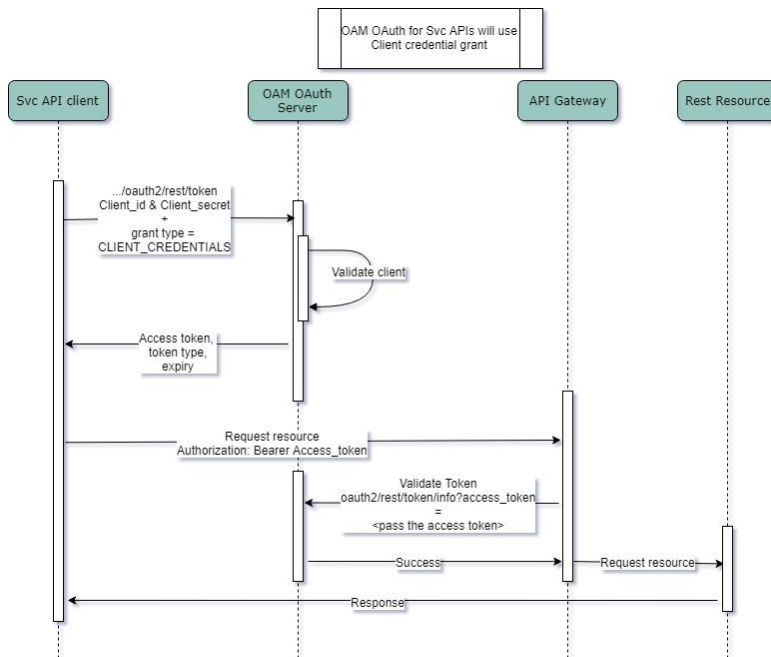 OAM OAuth for Svc APIs will use
Client credential grant
Svc API client
OAM OAuth
Server
API Gateway
Rest Resource
.../oauth2/rest/token
Client_id & Client_secret
+
grant type =
CLIENT_CREDENTIALS
Validate client
Access token,
token type,
expiry
Request resource
Authorization: Bearer Access_token
Validate Token
oauth2/rest/token/info?access_token
=
<pass the access token>
Success
Request resource
Response